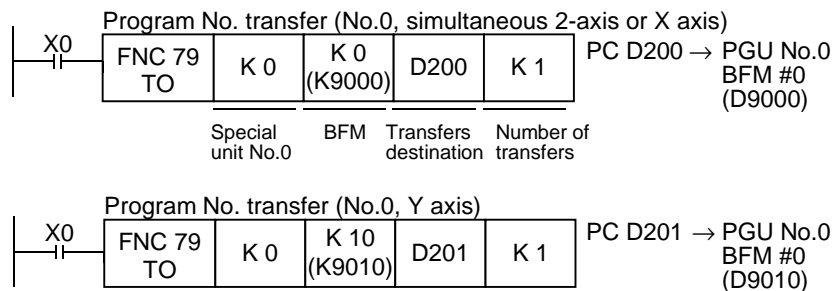 Program No. transfer (No.0, simultaneous 2-axis or X axis)
X0
FNC 79
TO
K 0
K 0
(K9000)
D200
K 1
PC D200 → PGU No.0
BFM #0
(D9000)
Special
unit No.0
BFM
Transfers
destination
Number of
transfers
Program No. transfer (No.0, Y axis)
X0
FNC 79
TO
K 0
K 10
(K9010)
D201
K 1
PC D201 → PGU No.0
BFM #0
(D9010)